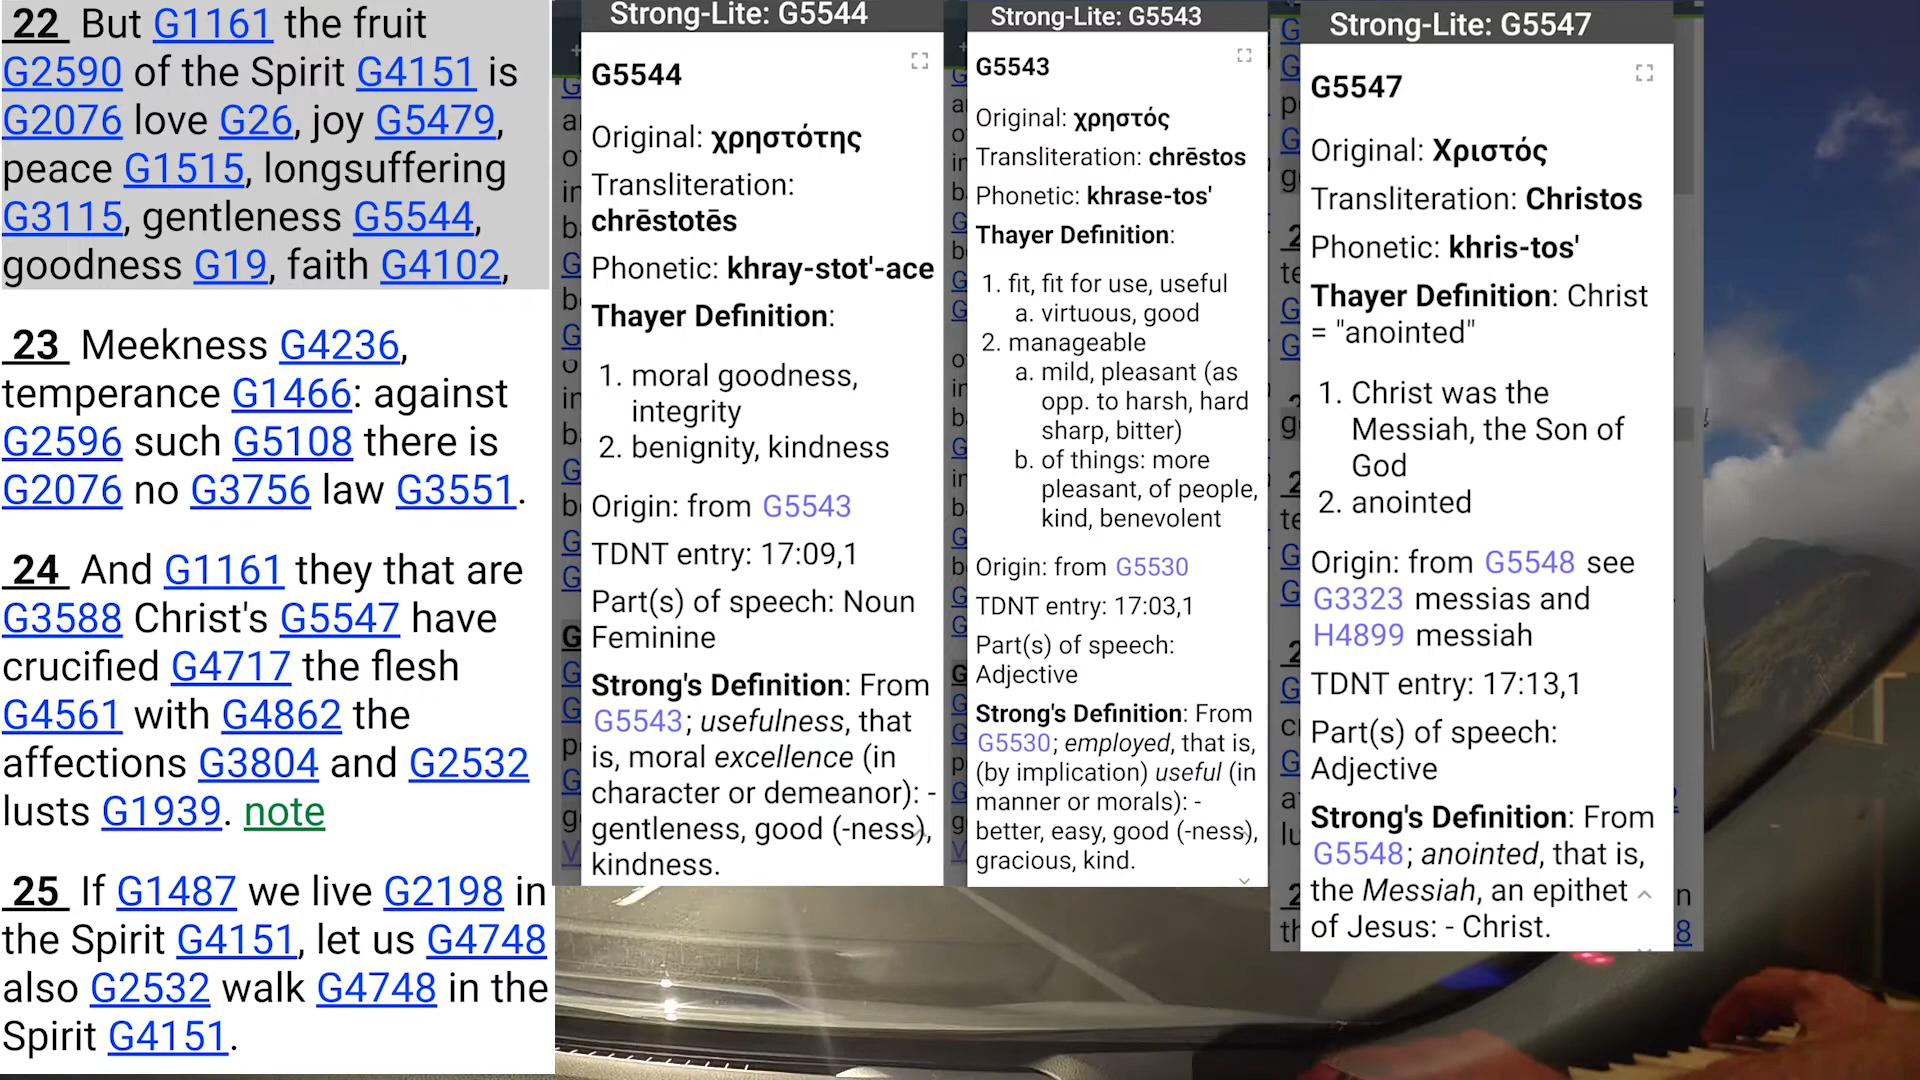 22 But G1161 the fruit
G2590 of the Spirit G4151 is
G2076 love G26, joy G5479,
peace G1515, longsuffering
G3115, gentleness G5544,
goodness G19, faith G4102,
23 Meekness G4236,
temperance G1466: against
G2596 such G5108 there is
G2076 no G3756 law G3551.
24 And G1161 they that are
G3588 Christ's G5547 have
crucified G4717 the flesh
G4561 with G4862 the
affections G3804 and G2532
lusts G1939. note
25 If G1487 we live G2198 in
the Spirit G4151, let us G4748
also G2532 walk G4748 in the
Spirit G4151.
Strong-Lite: G5544
G5544
Original: χρηστότης
Transliteration:
chrēstotēs
Phonetic: khray-stot'-ace
Thayer Definition:
1. moral goodness,
integrity
2. benignity, kindness
Origin: from G5543
TDNT entry: 17:09,1
Part(s) of speech: Noun
Feminine
Strong's Definition: From
G5543; usefulness, that
is, moral excellence (in
character or demeanor): -
gentleness, good (-ness),
kindness.
Strong-Lite: G5543
G5543
Original: χρηστός
Transliteration: chrēstos
Phonetic: khrase-tos'
Thayer Definition:
1. fit, fit for use, useful
a. virtuous, good
2. manageable
a. mild, pleasant (as
opp. to harsh, hard
sharp, bitter)
b. of things: more
pleasant, of people,
kind, benevolent
Origin: from G5530
TDNT entry: 17:03,1
Part(s) of speech:
Adjective
Strong's Definition: From
G5530; employed, that is,
(by implication) useful (in
manner or morals): -
better, easy, good (-ness),
gracious, kind.
Strong-Lite: G5547
G5547
Original: Χριστός
Transliteration: Christos
Phonetic: khris-tos'
Thayer Definition: Christ
= "anointed"
1. Christ was the
Messiah, the Son of
God
2. anointed
Origin: from G5548 see
G3323 messias and
H4899 messiah
TDNT entry: 17:13,1
Part(s) of speech:
Adjective
Strong's Definition: From
G5548; anointed, that is,
the Messiah, an epithet
of Jesus: - Christ.